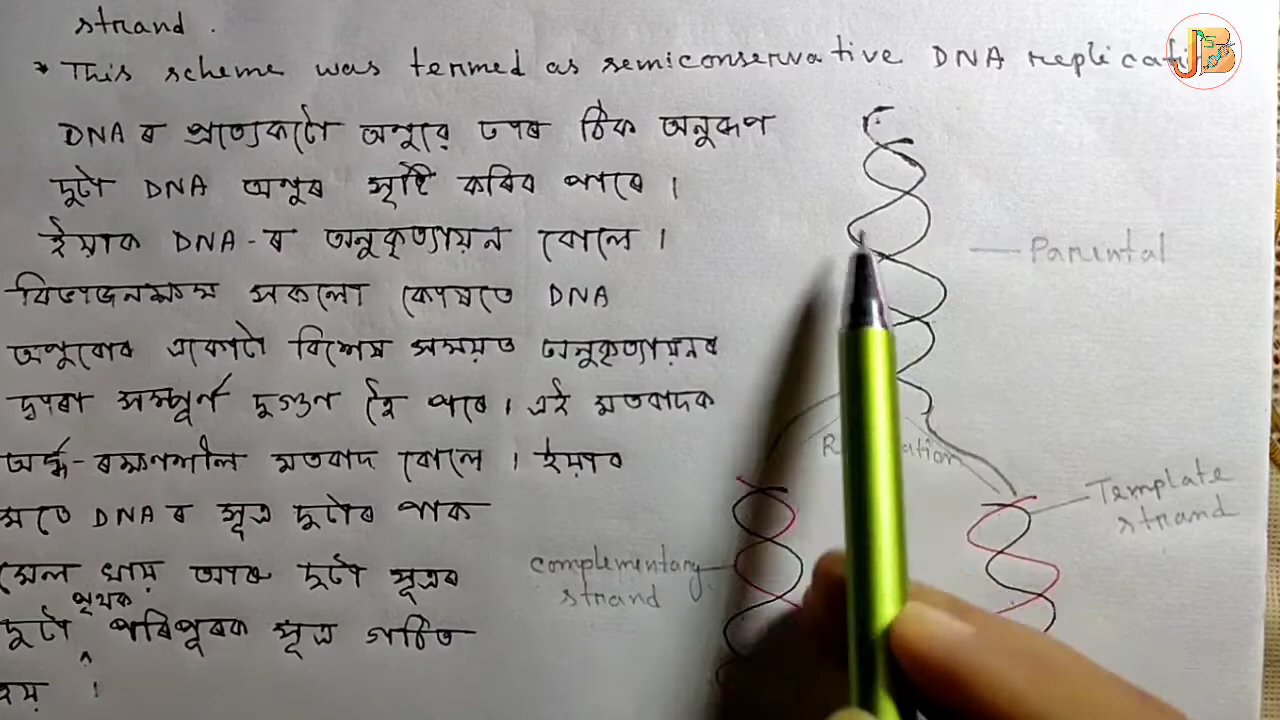 strand.
* This scheme was termed as semiconservative DNA replicati
DNA ৰ প্ৰত্যেকটো অণুৱে তাৰ ঠিক অনুৰূপ
দুটা DNA অণুৰ সৃষ্টি কৰিব পাৰে ।
ইয়াক DNA-ৰ অনুকৃত্যায়ন বোলে ।
বিভাজনক্ষম সকলো কোষতে DNA
অণুবোৰ একোটা বিশেষ সময়ত অনুকৃত্যায়নৰ
দ্বাৰা সম্পূৰ্ণ দুগুণ হৈ পৰে । এই মতবাদক
অৰ্দ্ধ-ৰক্ষণশীল মতবাদ বোলে । ইয়াৰ
মতে DNA ৰ সূত্ৰ দুটাৰ পাক
মেল খায় আৰু দুটা সূত্ৰৰ
পৃথক
দুটা পৰিপূৰক সূত্ৰ গঠিত
হয় ।
Parental
Template
strand
complementary
strand
JB